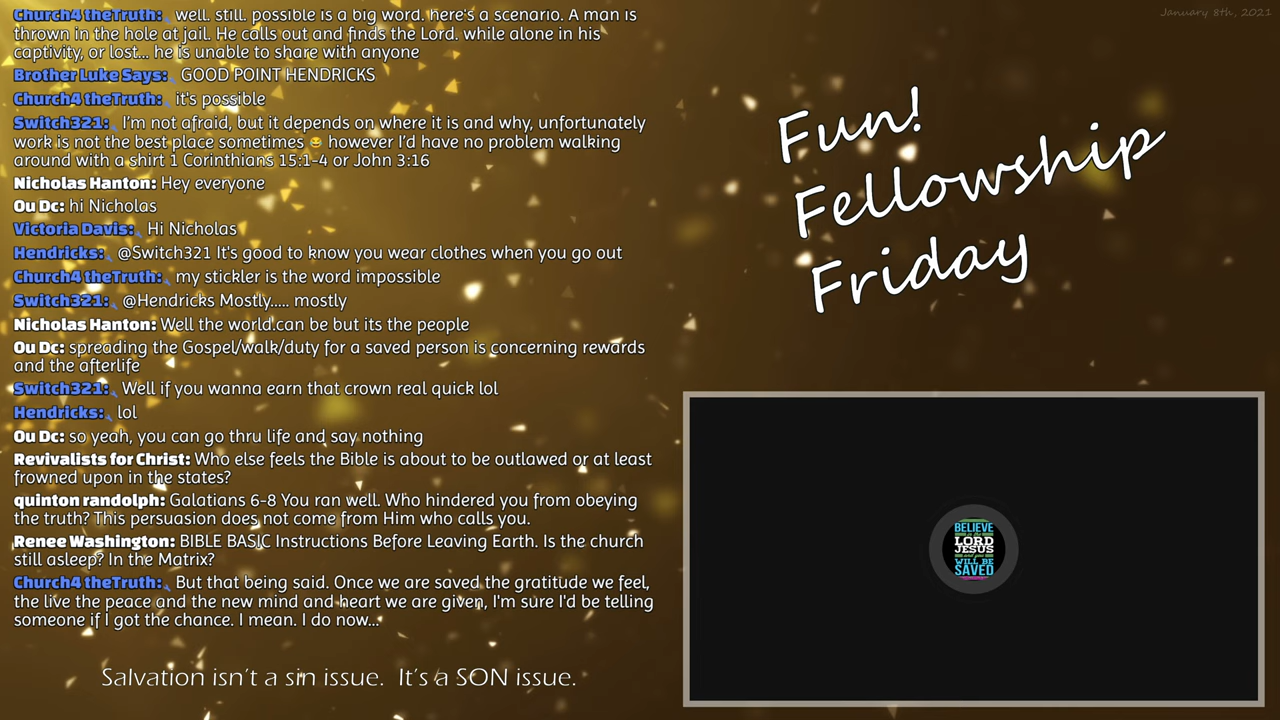 Church4 theTruth: well. still. possible is a big word. here's a scenario. A man is
thrown in the hole at jail. He calls out and finds the Lord. while alone in his
captivity, or lost... he is unable to share with anyone
Brother Luke Says: GOOD POINT HENDRICKS
Church4 theTruth: it's possible
Switch321: I'm not afraid, but it depends on where it is and why, unfortunately
work is not the best place sometimes 😂 however I'd have no problem walking
around with a shirt 1 Corinthians 15:1-4 or John 3:16
Nicholas Hanton: Hey everyone
Ou Dc: hi Nicholas
Victoria Davis: Hi Nicholas
Hendricks: @Switch321 It's good to know you wear clothes when you go out
Church4 theTruth: my stickler is the word impossible
Switch321: @Hendricks Mostly..... mostly
Nicholas Hanton: Well the world.can be but its the people
Ou Dc: spreading the Gospel/walk/duty for a saved person is concerning rewards
and the afterlife
Switch321: Well if you wanna earn that crown real quick lol
Hendricks: lol
Ou Dc: so yeah, you can go thru life and say nothing
Revivalists for Christ: Who else feels the Bible is about to be outlawed or at least
frowned upon in the states?
quinton randolph: Galatians 6-8 You ran well. Who hindered you from obeying
the truth? This persuasion does not come from Him who calls you.
Renee Washington: BIBLE BASIC Instructions Before Leaving Earth. Is the church
still asleep? In the Matrix?
Church4 theTruth: But that being said. Once we are saved the gratitude we feel,
the live the peace and the new mind and heart we are given, I'm sure I'd be telling
someone if I got the chance. I mean. I do now...
Salvation isn't a sin issue. It's a SON issue.
January 8th, 2021
Fun!
Fellowship
Friday
BELIEVE
LORD
JESUS
WILL BE
SAVED